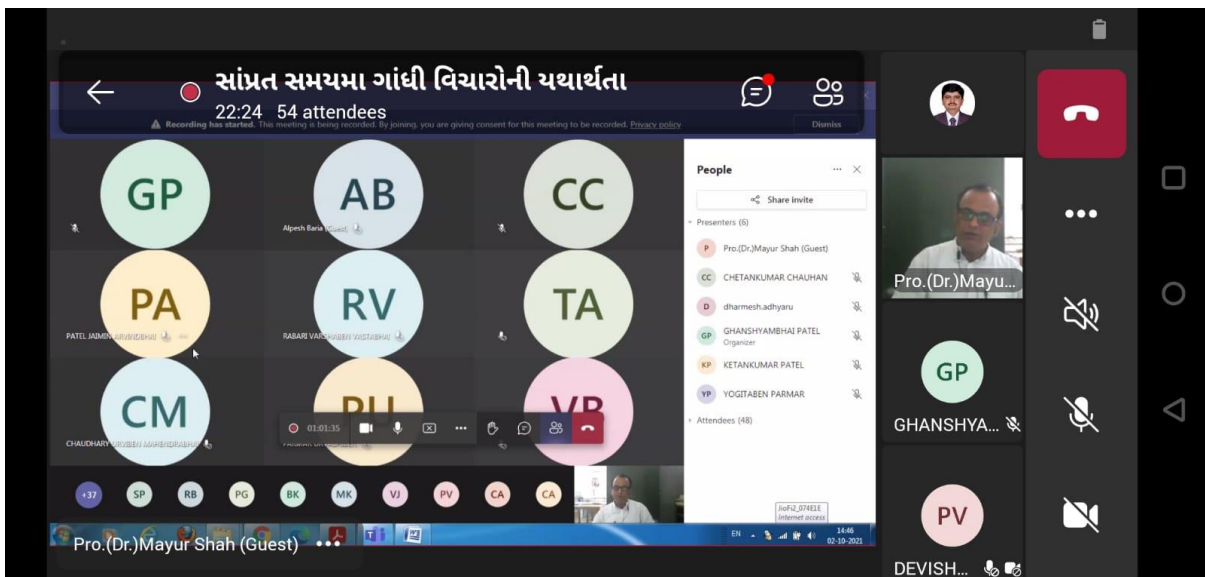 સાંપ્રત સમયમા ગાંધી વિચારોની યથાર્થતા
22:24 54 attendees
Recording has started. This meeting is being recorded. By joining, you are giving consent for this meeting to be recorded. Privacy policy
Dismiss
GP
AB
Alpesh Baria (Guest)
CC
PA
PATEL JAIMIN ARVINDBHAI
RV
RABARI VARSHABEN VASTABHAI
TA
CM
CHAUDHARY URVIBEN MAHENDRABHAI
PU
VR
01:01:35
+37
SP
RB
PG
BK
MK
VJ
PV
CA
CA
People
Share invite
Presenters (6)
P Pro.(Dr.)Mayur Shah (Guest)
CC CHETANKUMAR CHAUHAN
D dharmesh.adhyaru
GP GHANSHYAMBHAI PATEL
Organizer
KP KETANKUMAR PATEL
YP YOGITABEN PARMAR
Attendees (48)
JioFi2_074E1E
Internet access
EN
14:46
02-10-2021
Pro.(Dr.)Mayur Shah (Guest)
Pro.(Dr.)Mayu...
GP
GHANSHYA...
PV
DEVISH...